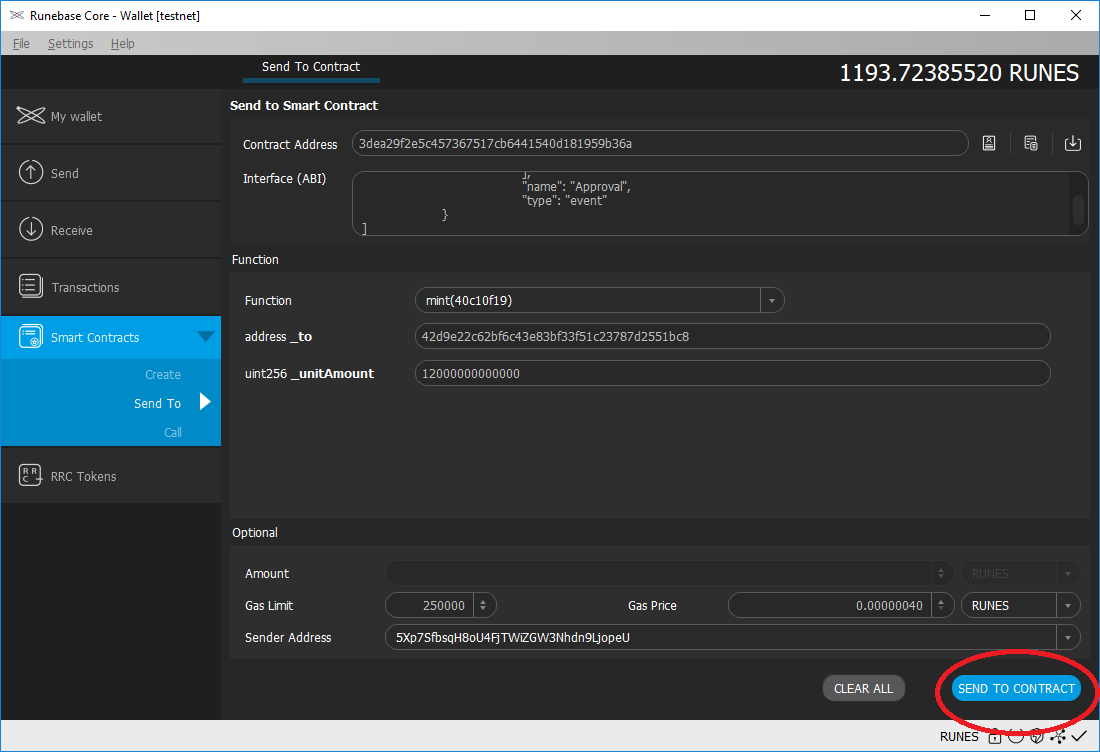 Runebase Core - Wallet [testnet]
File Settings Help
Send To Contract
1193.72385520 RUNES
My wallet
Send
Receive
Transactions
Smart Contracts
Create
Send To
Call
RRC Tokens
Send to Smart Contract
Contract Address 3dea29f2e5c457367517cb6441540d181959b36a
Interface (ABI)
],
"name": "Approval",
"type": "event"
}
]
Function
Function mint(40c10f19)
address _to 42d9e22c62bf6c43e83bf33f51c23787d2551bc8
uint256 _unitAmount 12000000000000
Optional
Amount RUNES
Gas Limit 250000 Gas Price 0.00000040 RUNES
Sender Address 5Xp7SfbsqH8oU4FjTWiZGW3Nhdn9LjopeU
CLEAR ALL SEND TO CONTRACT
RUNES